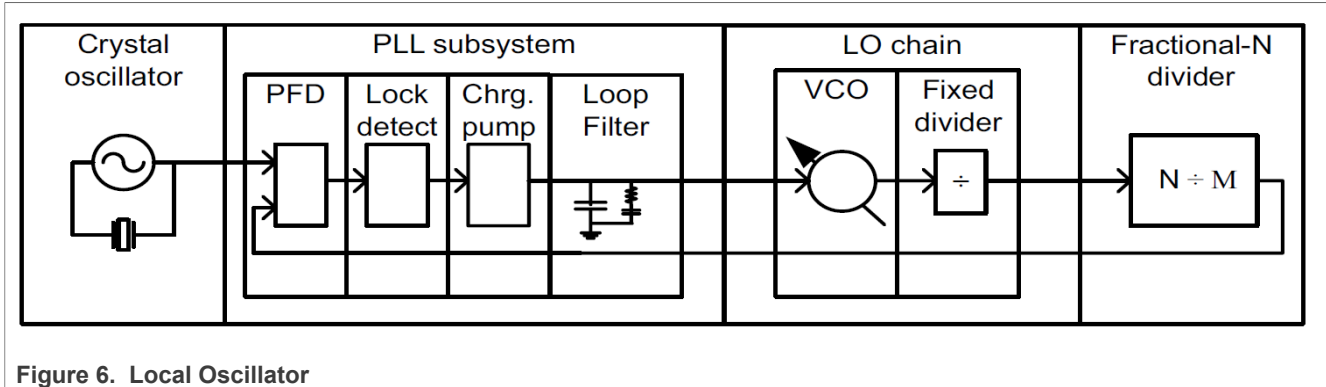 Crystal
oscillator
PLL subsystem
PFD
Lock
detect
Chrg.
pump
Loop
Filter
LO chain
VCO
Fixed
divider
÷
Fractional-N
divider
N ÷ M
Figure 6. Local Oscillator